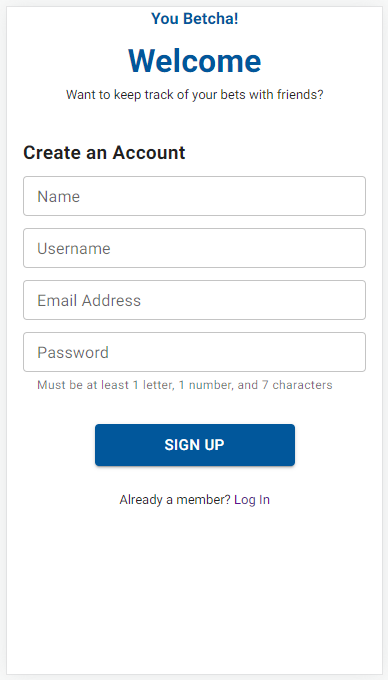 You Betcha!
Welcome
Want to keep track of your bets with friends?
Create an Account
Name
Username
Email Address
Password
Must be at least 1 letter, 1 number, and 7 characters
SIGN UP
Already a member? Log In